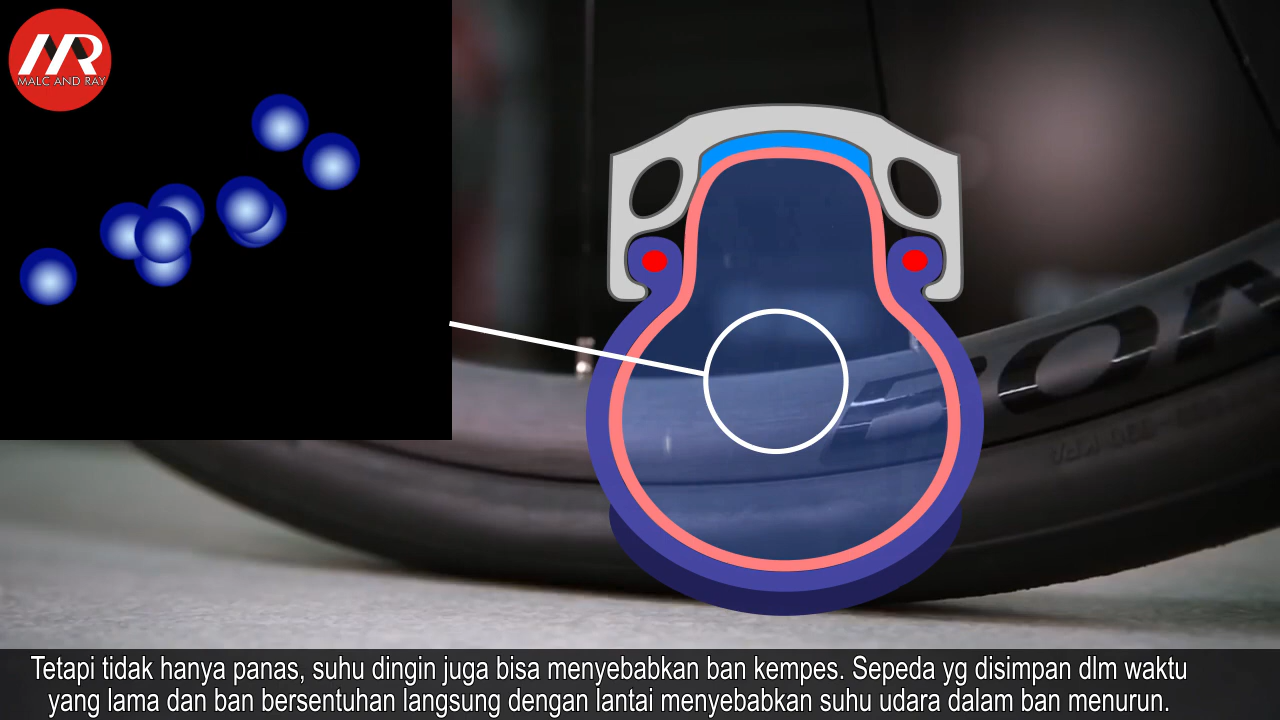 MR
MALC AND RAY
Tetapi tidak hanya panas, suhu dingin juga bisa menyebabkan ban kempes. Sepeda yg disimpan dlm waktu
yang lama dan ban bersentuhan langsung dengan lantai menyebabkan suhu udara dalam ban menurun.